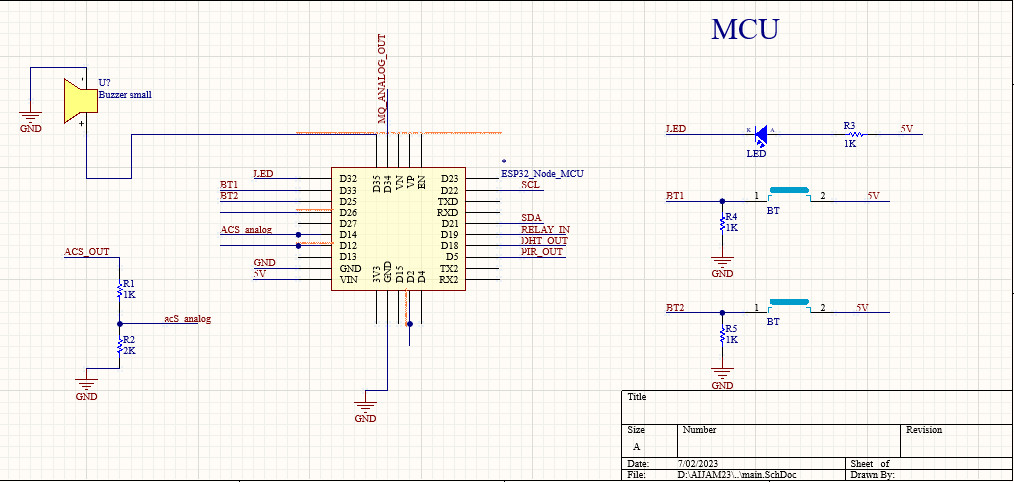 MCU
MQ_ANALOG_OUT
-
U?
Buzzer small
+
GND
LED
BT1
BT2
ACS_analog
GND
5V
D32
D33
D25
D26
D27
D14
D12
D13
GND
VIN
D35
D34
VN
VP
EN
D23
D22
TXD
RXD
D21
D19
D18
D5
TX2
RX2
3V3
GND
D15
D2
D4
*
ESP32_Node_MCU
SCL
SDA
RELAY_IN
DHT_OUT
PIR_OUT
ACS_OUT
R1
1K
acS_analog
R2
2K
GND
GND
LED
K
A
LED
R3
1K
5V
BT1
1
2
BT
5V
R4
1K
GND
BT2
1
2
BT
5V
R5
1K
GND
Title
Size
A
Number
Revision
Date: 7/02/2023 Sheet of
File: D:\AIJAM23\..\main.SchDoc Drawn By: